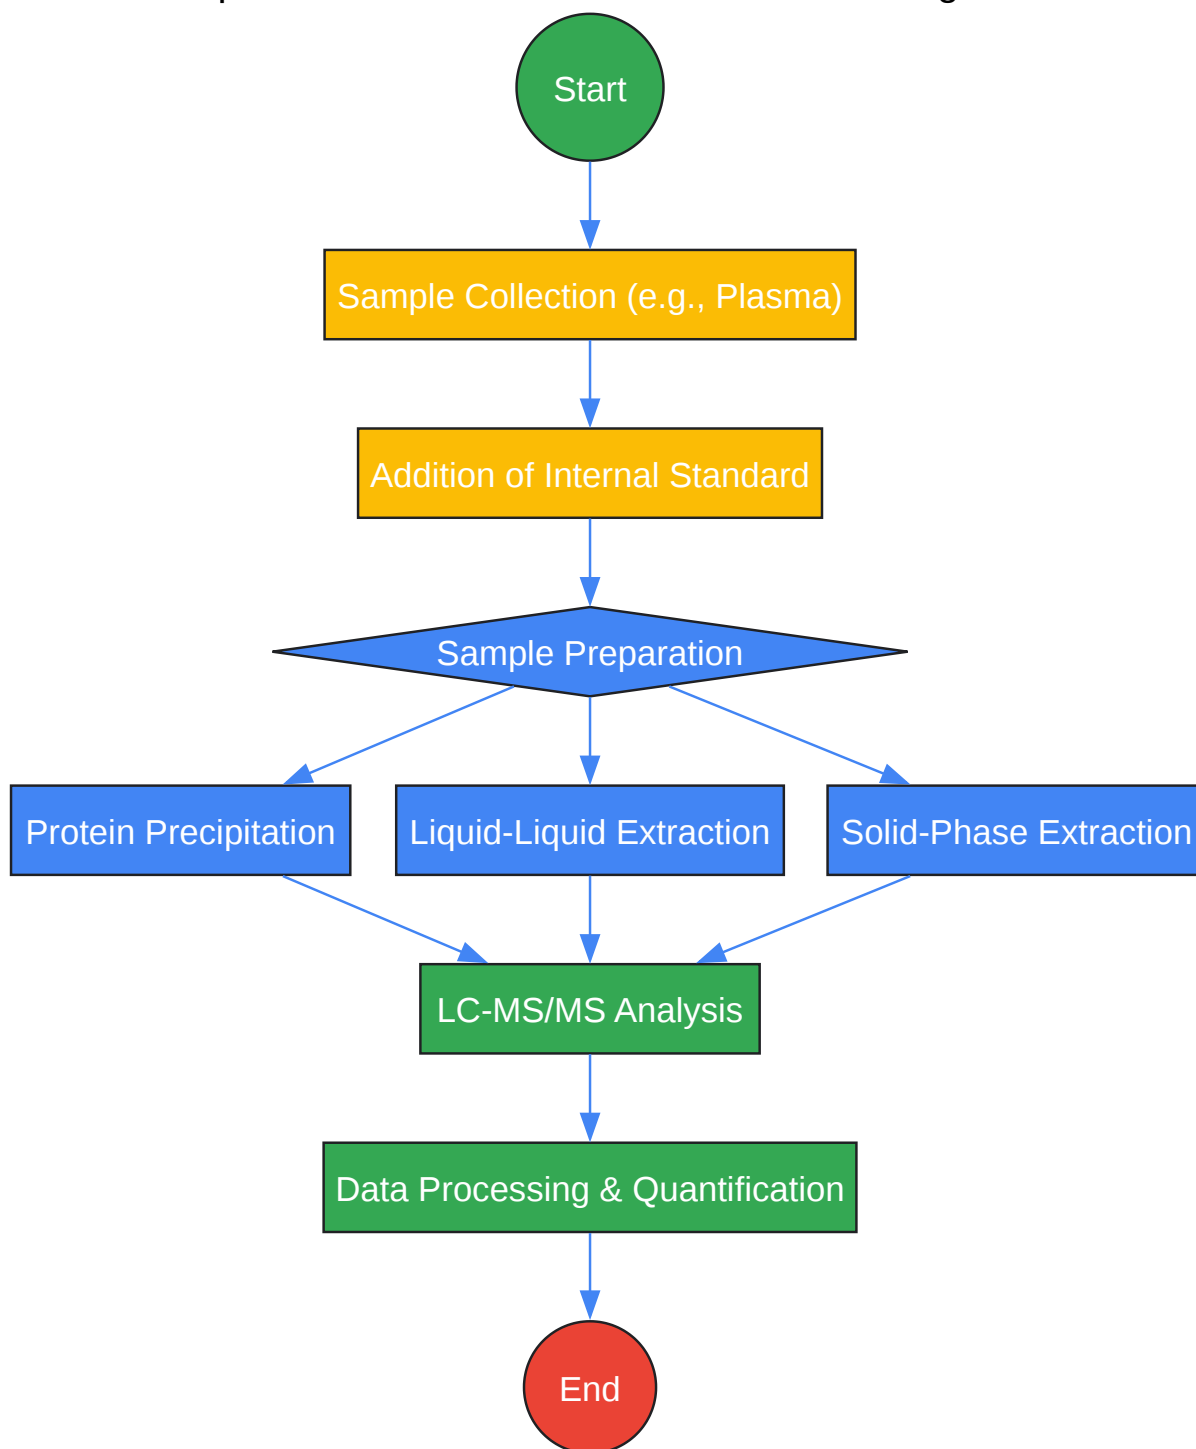 Start
Sample Collection (e.g., Plasma)
Addition of Internal Standard
Sample Preparation
Protein Precipitation
Liquid-Liquid Extraction
Solid-Phase Extraction
LC-MS/MS Analysis
Data Processing & Quantification
End